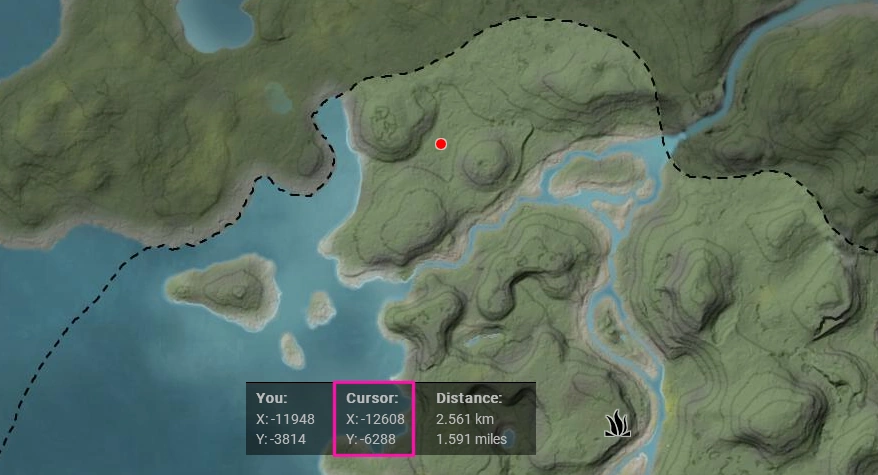 You: Cursor: Distance:
X:-11948 X:-12608 2.561 km
Y:-3814 Y:-6288 1.591 miles